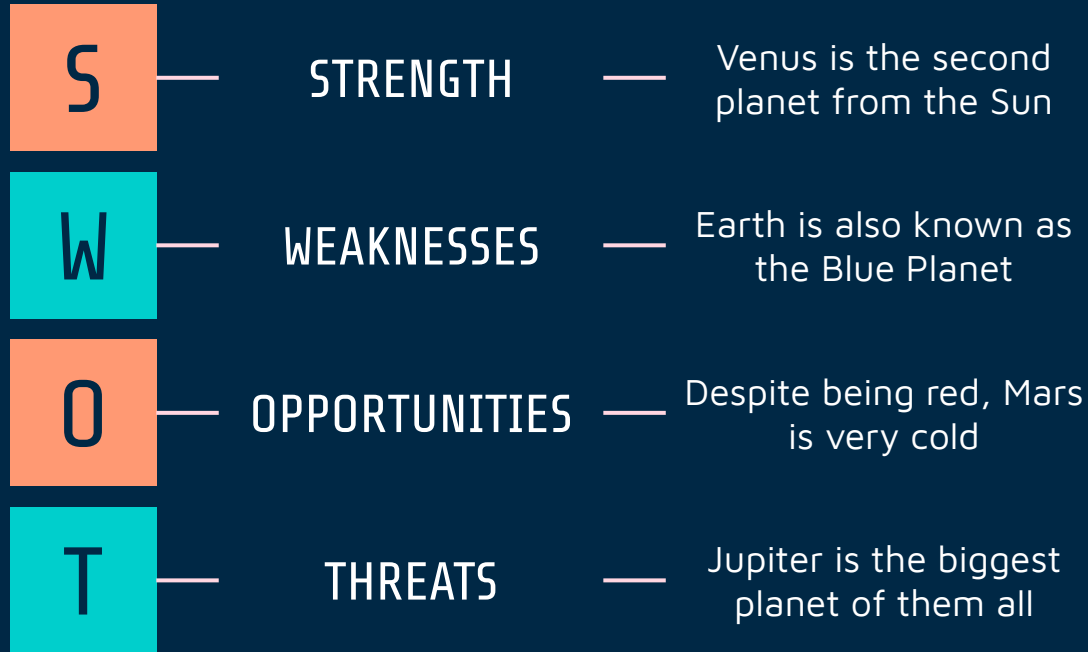 S
STRENGTH
Venus is the second
planet from the Sun
W
WEAKNESSES
Earth is also known as
the Blue Planet
O
OPPORTUNITIES
Despite being red, Mars
is very cold
T
THREATS
Jupiter is the biggest
planet of them all